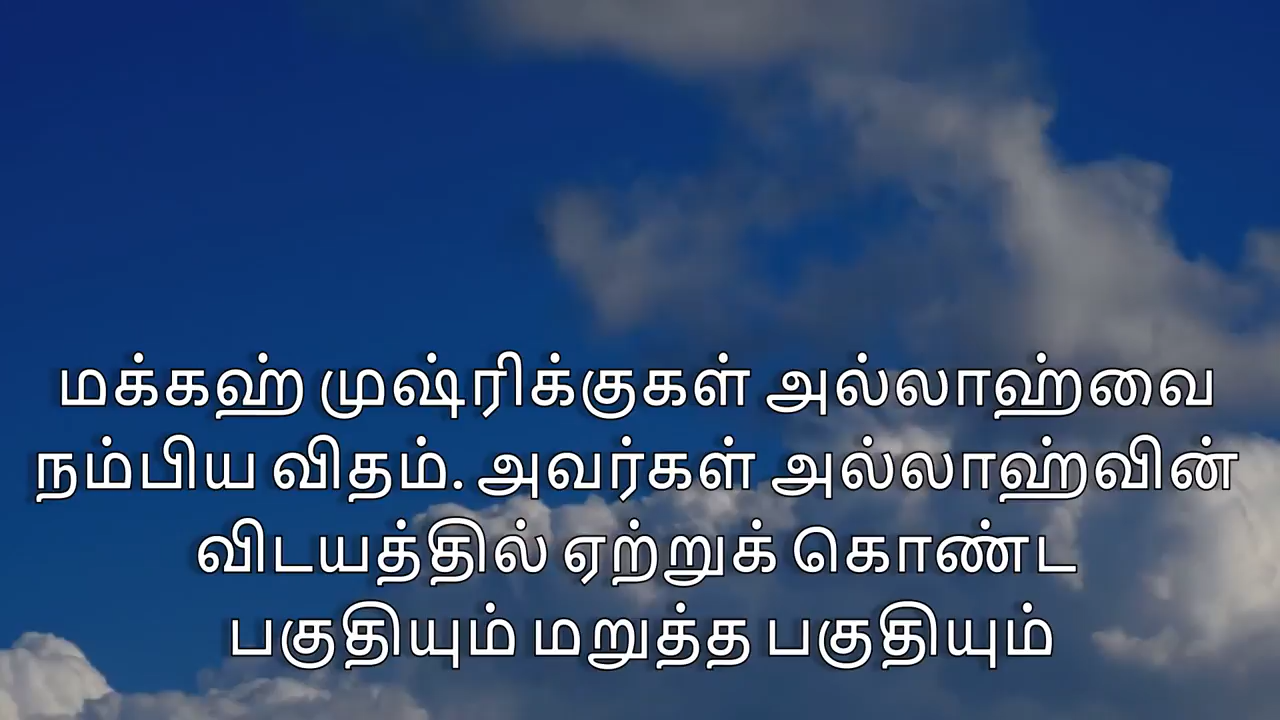 மக்கஹ் முஷ்ரிக்குகள் அல்லாஹ்வை
நம்பிய விதம். அவர்கள் அல்லாஹ்வின்
விடயத்தில் ஏற்றுக் கொண்ட
பகுதியும் மறுத்த பகுதியும்